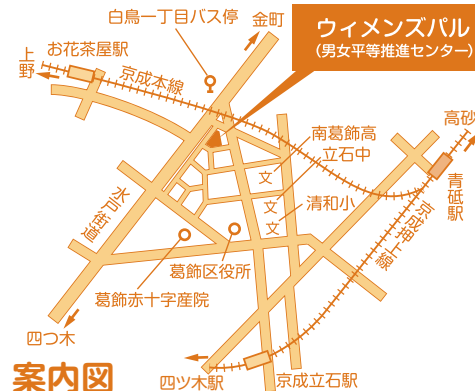 白鳥一丁目バス停
金町
ウィメンズパル
(男女平等推進センター)
上野
お花茶屋駅
京成本線
高砂
南葛飾高
立石中
文
文
清和小
文
青砥駅
水戸街道
京成押上線
葛飾区役所
葛飾赤十字産院
四つ木
案内図
四ツ木駅
京成立石駅